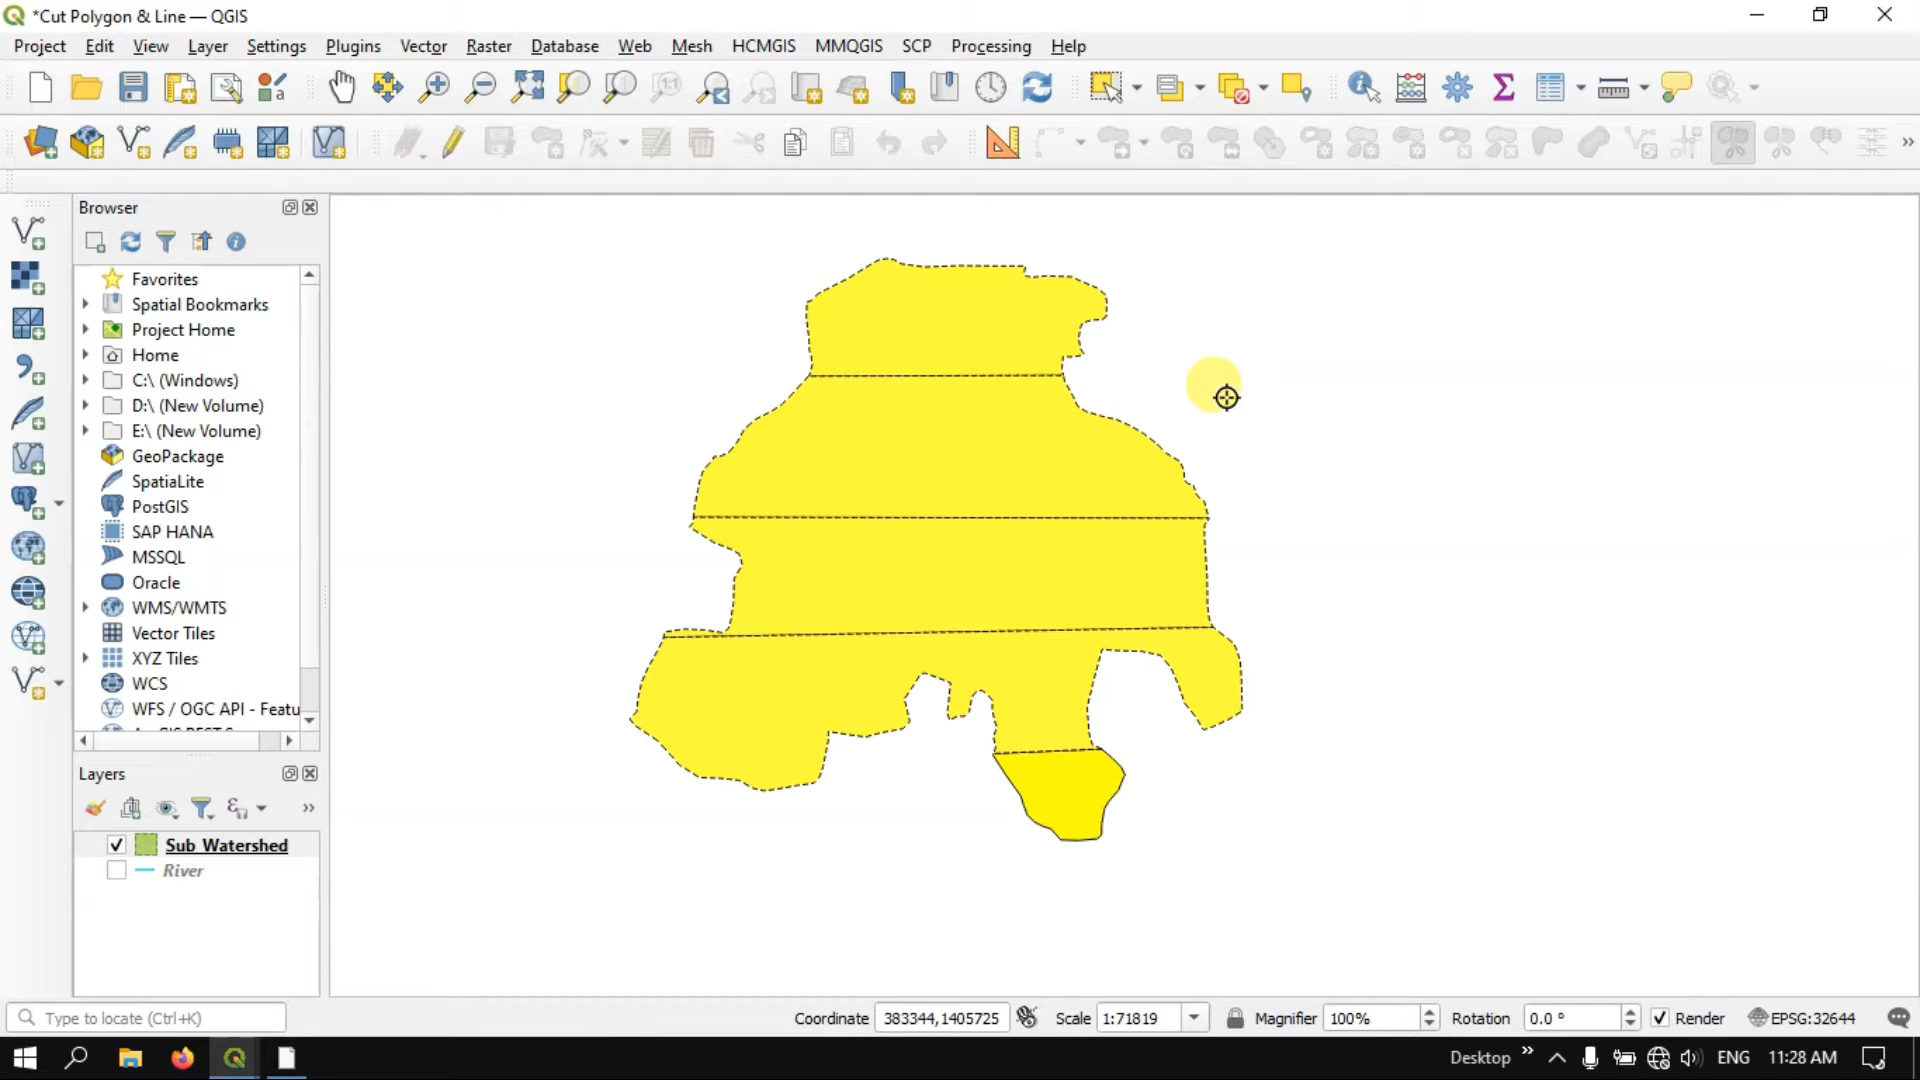 *Cut Polygon & Line — QGIS
Project Edit View Layer Settings Plugins Vector Raster Database Web Mesh HCMGIS MMQGIS SCP Processing Help
Browser
Favorites
Spatial Bookmarks
Project Home
Home
C:\ (Windows)
D:\ (New Volume)
E:\ (New Volume)
GeoPackage
SpatiaLite
PostGIS
SAP HANA
MSSQL
Oracle
WMS/WMTS
Vector Tiles
XYZ Tiles
WCS
WFS / OGC API - Featu
Layers
Sub Watershed
River
Type to locate (Ctrl+K)
Coordinate 383344,1405725 Scale 1:71819 Magnifier 100% Rotation 0.0 ° Render EPSG:32644
Desktop ENG 11:28 AM